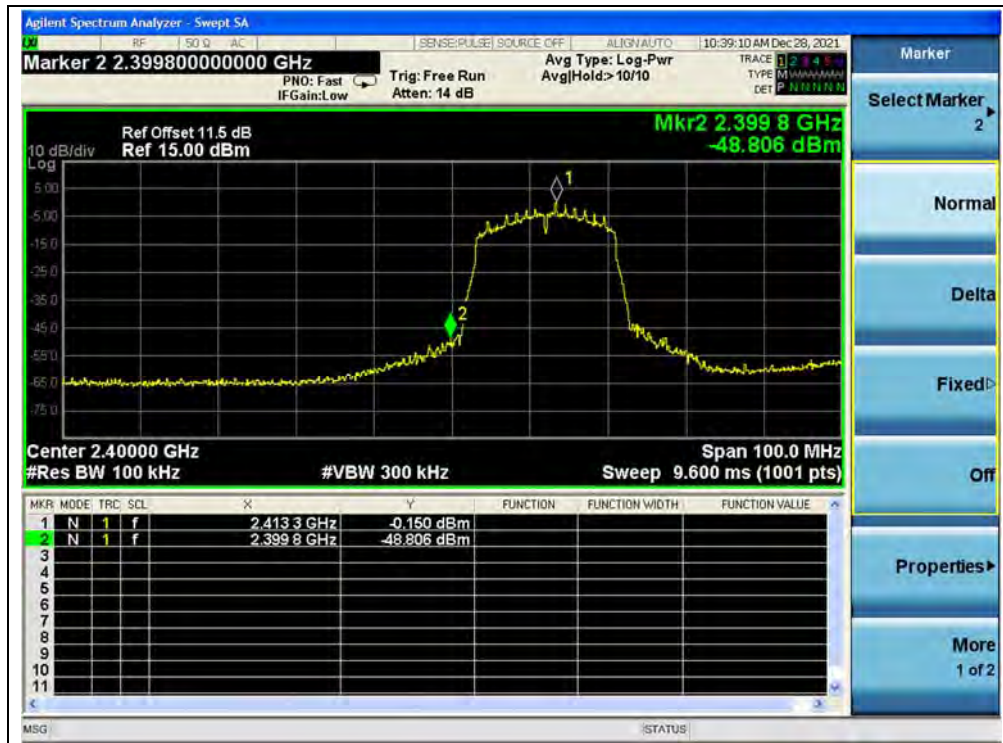 Agilent Spectrum Analyzer - Swept SA
LXI RF 50 Ω AC SENSE:PULSE SOURCE OFF ALIGN AUTO 10:39:10 AM Dec 28, 2021
Marker 2 2.399800000000 GHz
PNO: Fast
IFGain:Low
Trig: Free Run
Atten: 14 dB
Avg Type: Log-Pwr
Avg|Hold:> 10/10
TRACE 1 2 3 4 5 6
TYPE M
DET P N N N N N
Mkr2 2.399 8 GHz
-48.806 dBm
Ref Offset 11.5 dB
10 dB/div Ref 15.00 dBm
Log
5.00
-5.00
-15.0
-25.0
-35.0
-45.0
-55.0
-65.0
-75.0
1
2
Center 2.40000 GHz Span 100.0 MHz
#Res BW 100 kHz #VBW 300 kHz Sweep 9.600 ms (1001 pts)
MKR MODE TRC SCL X Y FUNCTION FUNCTION WIDTH FUNCTION VALUE
1 N 1 f 2.413 3 GHz -0.150 dBm
2 N 1 f 2.399 8 GHz -48.806 dBm
3
4
5
6
7
8
9
10
11
MSG STATUS
Marker
Select Marker
2
Normal
Delta
Fixed
Off
Properties
More
1 of 2